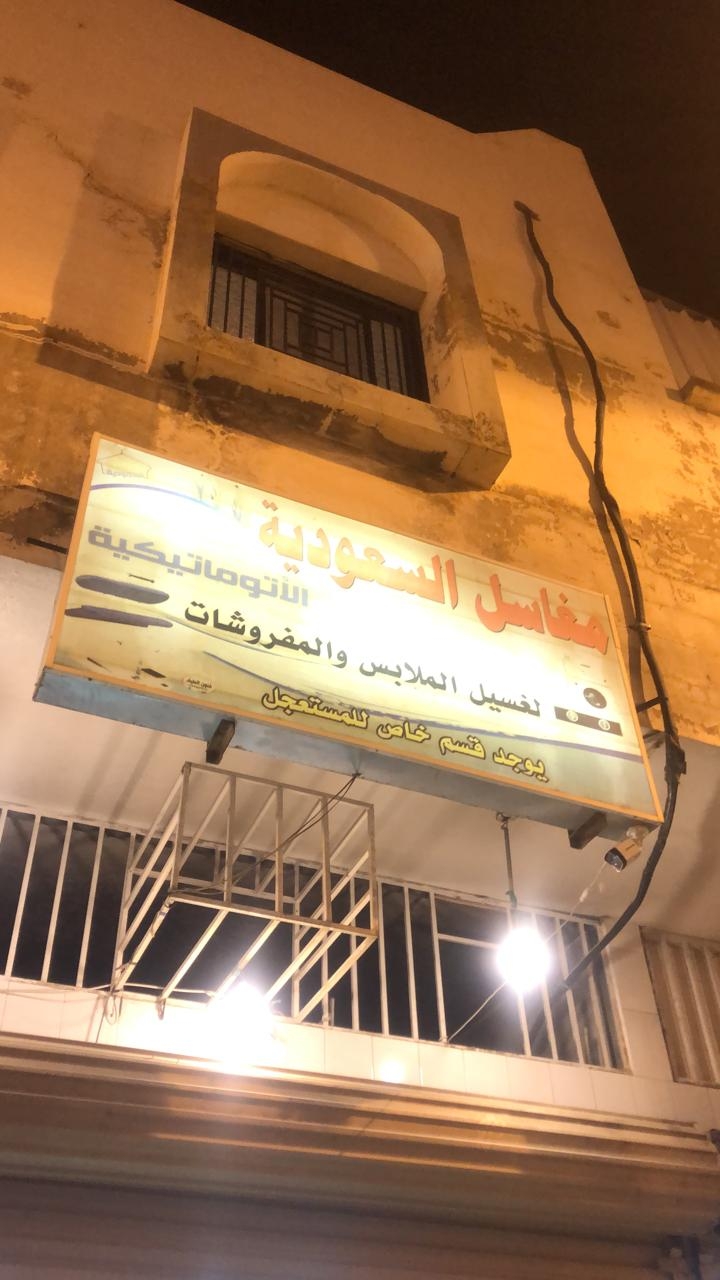 مغاسل السعودية
الأتوماتيكية
لغسيل الملابس والمفروشات
يوجد قسم خاص للمستعجل